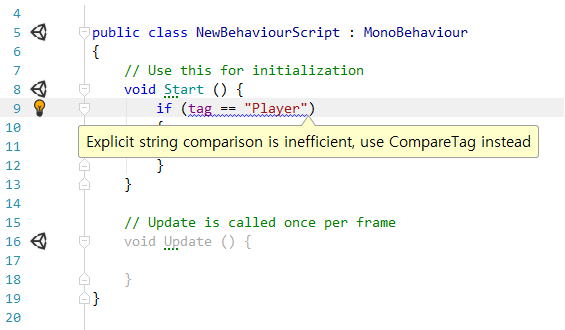 4
5 public class NewBehaviourScript : MonoBehaviour
6 {
7 // Use this for initialization
8 void Start () {
9 if (tag == "Player")
10 {
Explicit string comparison is inefficient, use CompareTag instead
12 }
13 }
14
15 // Update is called once per frame
16 void Update () {
17
18 }
19 }
20